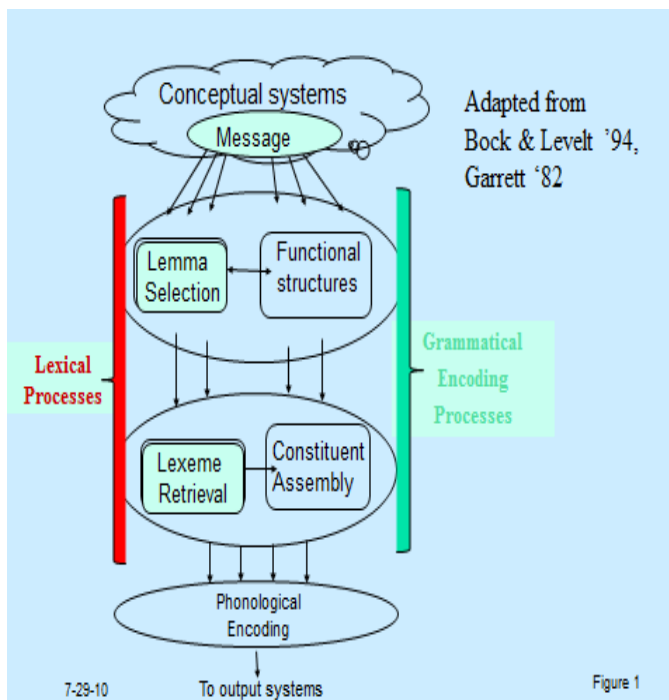 Conceptual systems
Message
Adapted from
Bock & Levelt ’94,
Garrett ‘82
Lemma
Selection
Functional
structures
Lexical
Processes
Grammatical
Encoding
Processes
Lexeme
Retrieval
Constituent
Assembly
Phonological
Encoding
7-29-10
To output systems
Figure 1